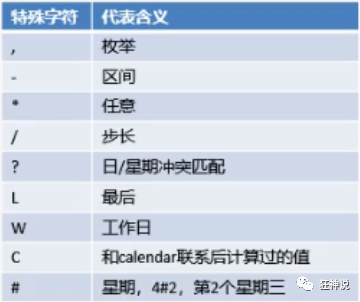 特殊字符 代表含义
, 枚举
- 区间
* 任意
/ 步长
? 日/星期冲突匹配
L 最后
W 工作日
C 和calendar联系后计算过的值
# 星期，4#2，第2个星期三
狂神说